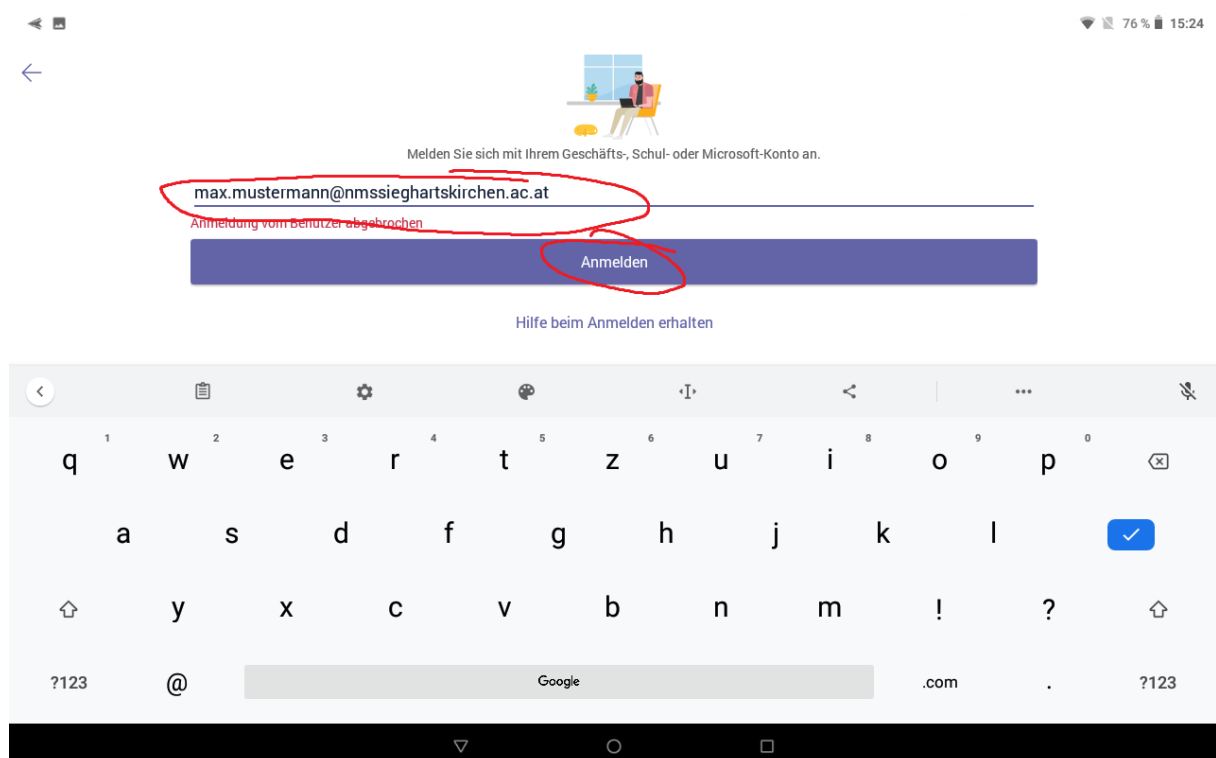 76 % 15:24
Melden Sie sich mit Ihrem Geschäfts-, Schul- oder Microsoft-Konto an.
max.mustermann@nmssieghartskirchen.ac.at
Anmeldung vom Benutzer abgebrochen
Anmelden
Hilfe beim Anmelden erhalten
1 2 3 4 5 6 7 8 9 0
q w e r t z u i o p
a s d f g h j k l
y x c v b n m ! ?
?123 @ Google .com . ?123